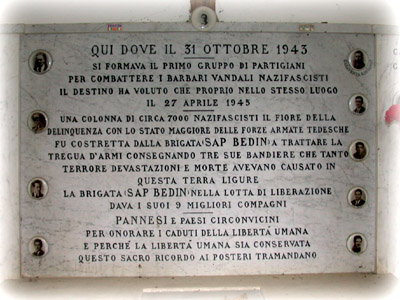 QUI DOVE IL 31 OTTOBRE 1943
SI FORMAVA IL PRIMO GRUPPO DI PARTIGIANI
PER COMBATTERE I BARBARI VANDALI NAZIFASCISTI
IL DESTINO HA VOLUTO CHE PROPRIO NELLO STESSO LUOGO
IL 27 APRILE 1945
UNA COLONNA DI CIRCA 7000 NAZIFASCISTI IL FIORE DELLA
DELINQUENZA CON LO STATO MAGGIORE DELLE FORZE ARMATE TEDESCHE
FU COSTRETTA DALLA BRIGATA (SAP BEDIN) A TRATTARE LA
TREGUA D'ARMI CONSEGNANDO TRE SUE BANDIERE CHE TANTO
TERRORE DEVASTAZIONI E MORTE AVEVANO CAUSATO IN
QUESTA TERRA LIGURE
LA BRIGATA (SAP BEDIN) NELLA LOTTA DI LIBERAZIONE
DAVA I SUOI 9 MIGLIORI COMPAGNI
PANNESI E PAESI CIRCONVICINI
PER ONORARE I CADUTI DELLA LIBERTÀ UMANA
E PERCHÉ LA LIBERTÀ UMANA SIA CONSERVATA
QUESTO SACRO RICORDO AI POSTERI TRAMANDANO